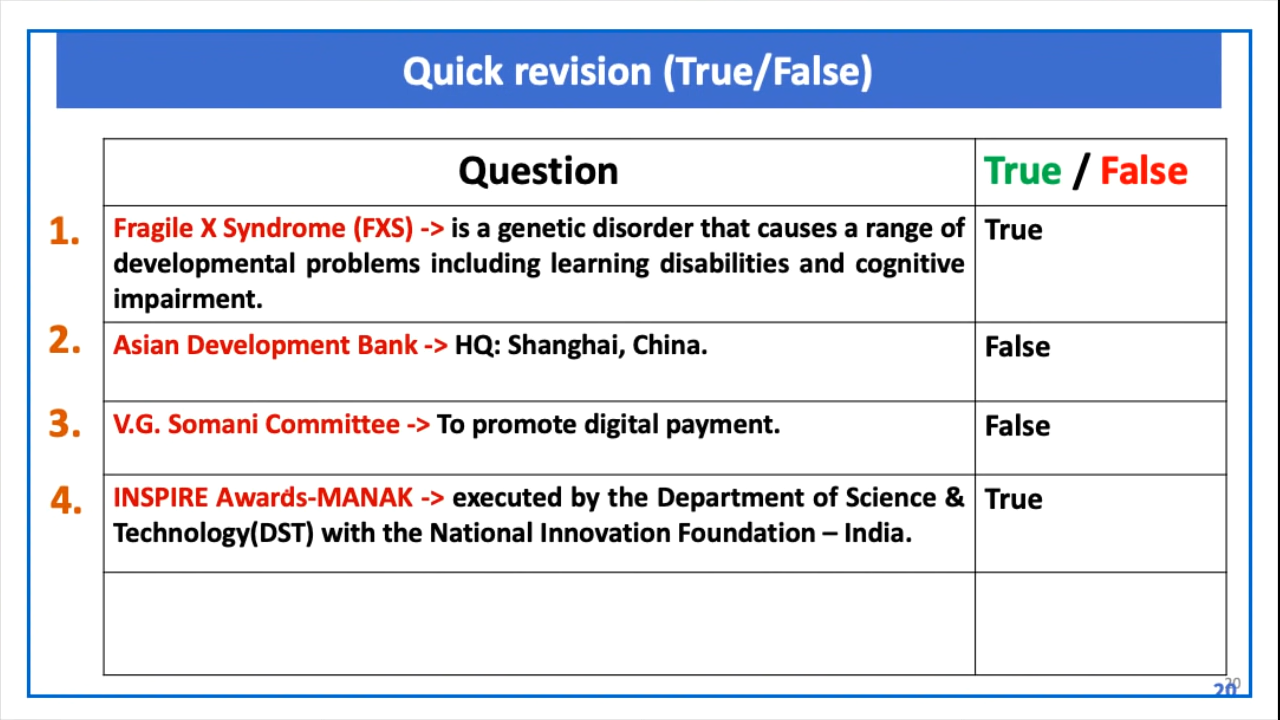 Quick revision (True/False)
Question True / False
1. Fragile X Syndrome (FXS) -> is a genetic disorder that causes a range of True
developmental problems including learning disabilities and cognitive
impairment.
2. Asian Development Bank -> HQ: Shanghai, China. False
3. V.G. Somani Committee -> To promote digital payment. False
4. INSPIRE Awards-MANAK -> executed by the Department of Science & True
Technology(DST) with the National Innovation Foundation – India.
20
20